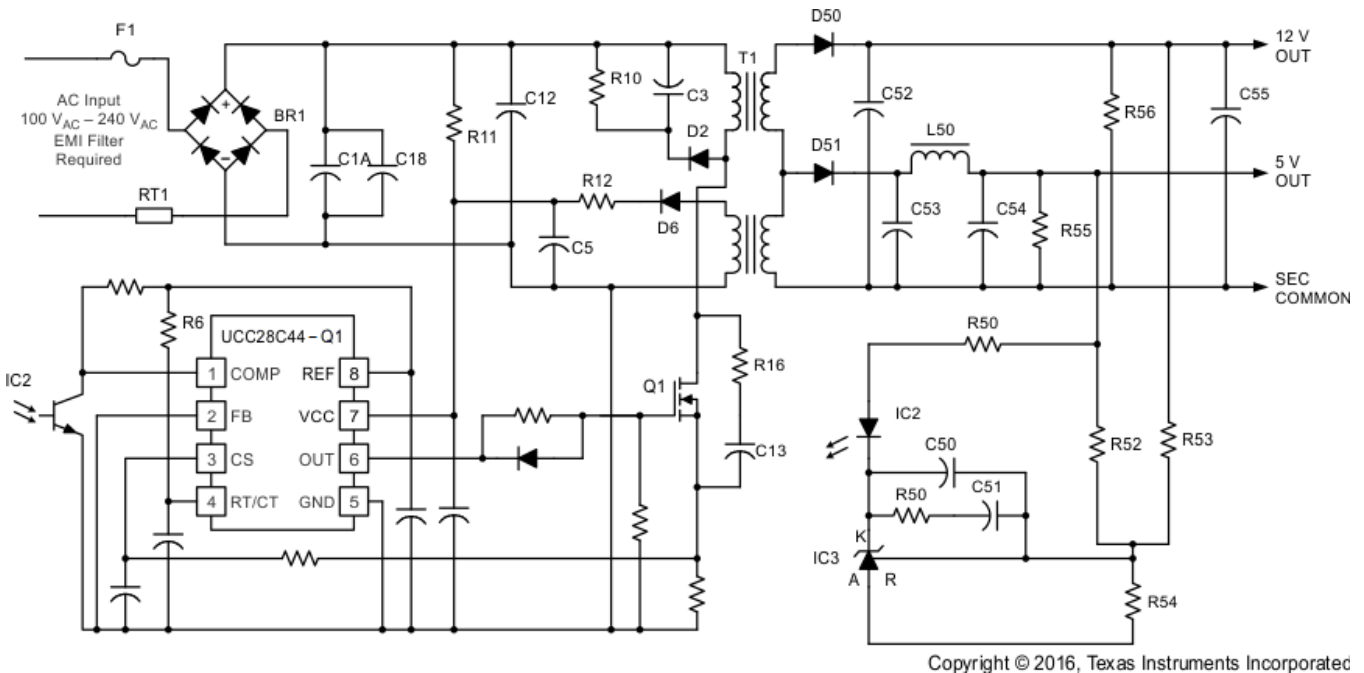 F1
D50
12 V
OUT
T1
AC Input
100 VAC – 240 VAC
EMI Filter
Required
+
–
BR1
R10
C3
C12
R11
D2
C52
R56
C55
D51
L50
5 V
OUT
C1A
C18
RT1
R12
D6
C5
C53
C54
R55
SEC
COMMON
R6
UCC28C44 – Q1
R50
IC2
1 COMP
REF 8
Q1
R16
2 FB
VCC 7
IC2
3 CS
OUT 6
C13
C50
R52
R53
4 RT/CT
GND 5
R50
C51
K
IC3
A
R
R54
Copyright © 2016, Texas Instruments Incorporated